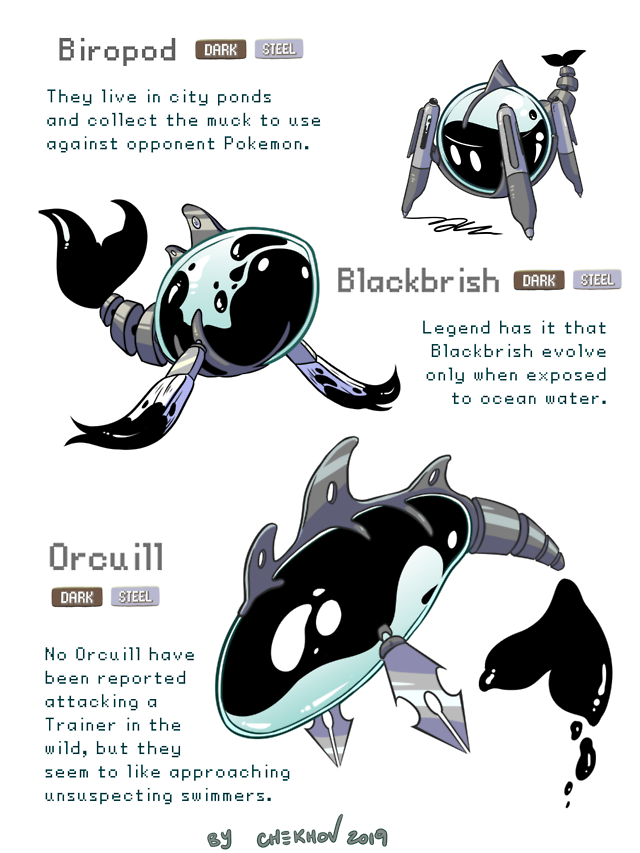 Biropod DARK STEEL
They live in city ponds
and collect the muck to use
against opponent Pokemon.
Blackbrish DARK STEEL
Legend has it that
Blackbrish evolve
only when exposed
to ocean water.
Orcuill
DARK STEEL
No Orcuill have
been reported
attacking a
Trainer in the
wild, but they
seem to like approaching
unsuspecting swimmers.
BY CHEKHOV 2019